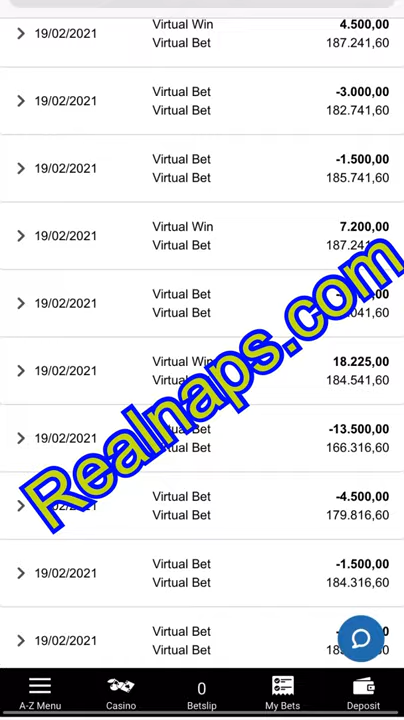 Virtual Win 4.500,00
19/02/2021
Virtual Bet 187.241,60
Virtual Bet -3.000,00
19/02/2021
Virtual Bet 182.741,60
Virtual Bet -1.500,00
19/02/2021
Virtual Bet 185.741,60
Virtual Win 7.200,00
19/02/2021
Virtual Bet
Virtual Bet
19/02/2021
Virtual Bet
Virtual Win 18.225,00
19/02/2021
184.541,60
-13.500,00
19/02/2021
166.316,60
Virtual Bet -4.500,00
Virtual Bet 179.816,60
Virtual Bet -1.500,00
19/02/2021
Virtual Bet 184.316,60
Virtual Bet
19/02/2021
Virtual Bet
Realnaps.com
0
A-Z Menu Casino Betslip My Bets Deposit